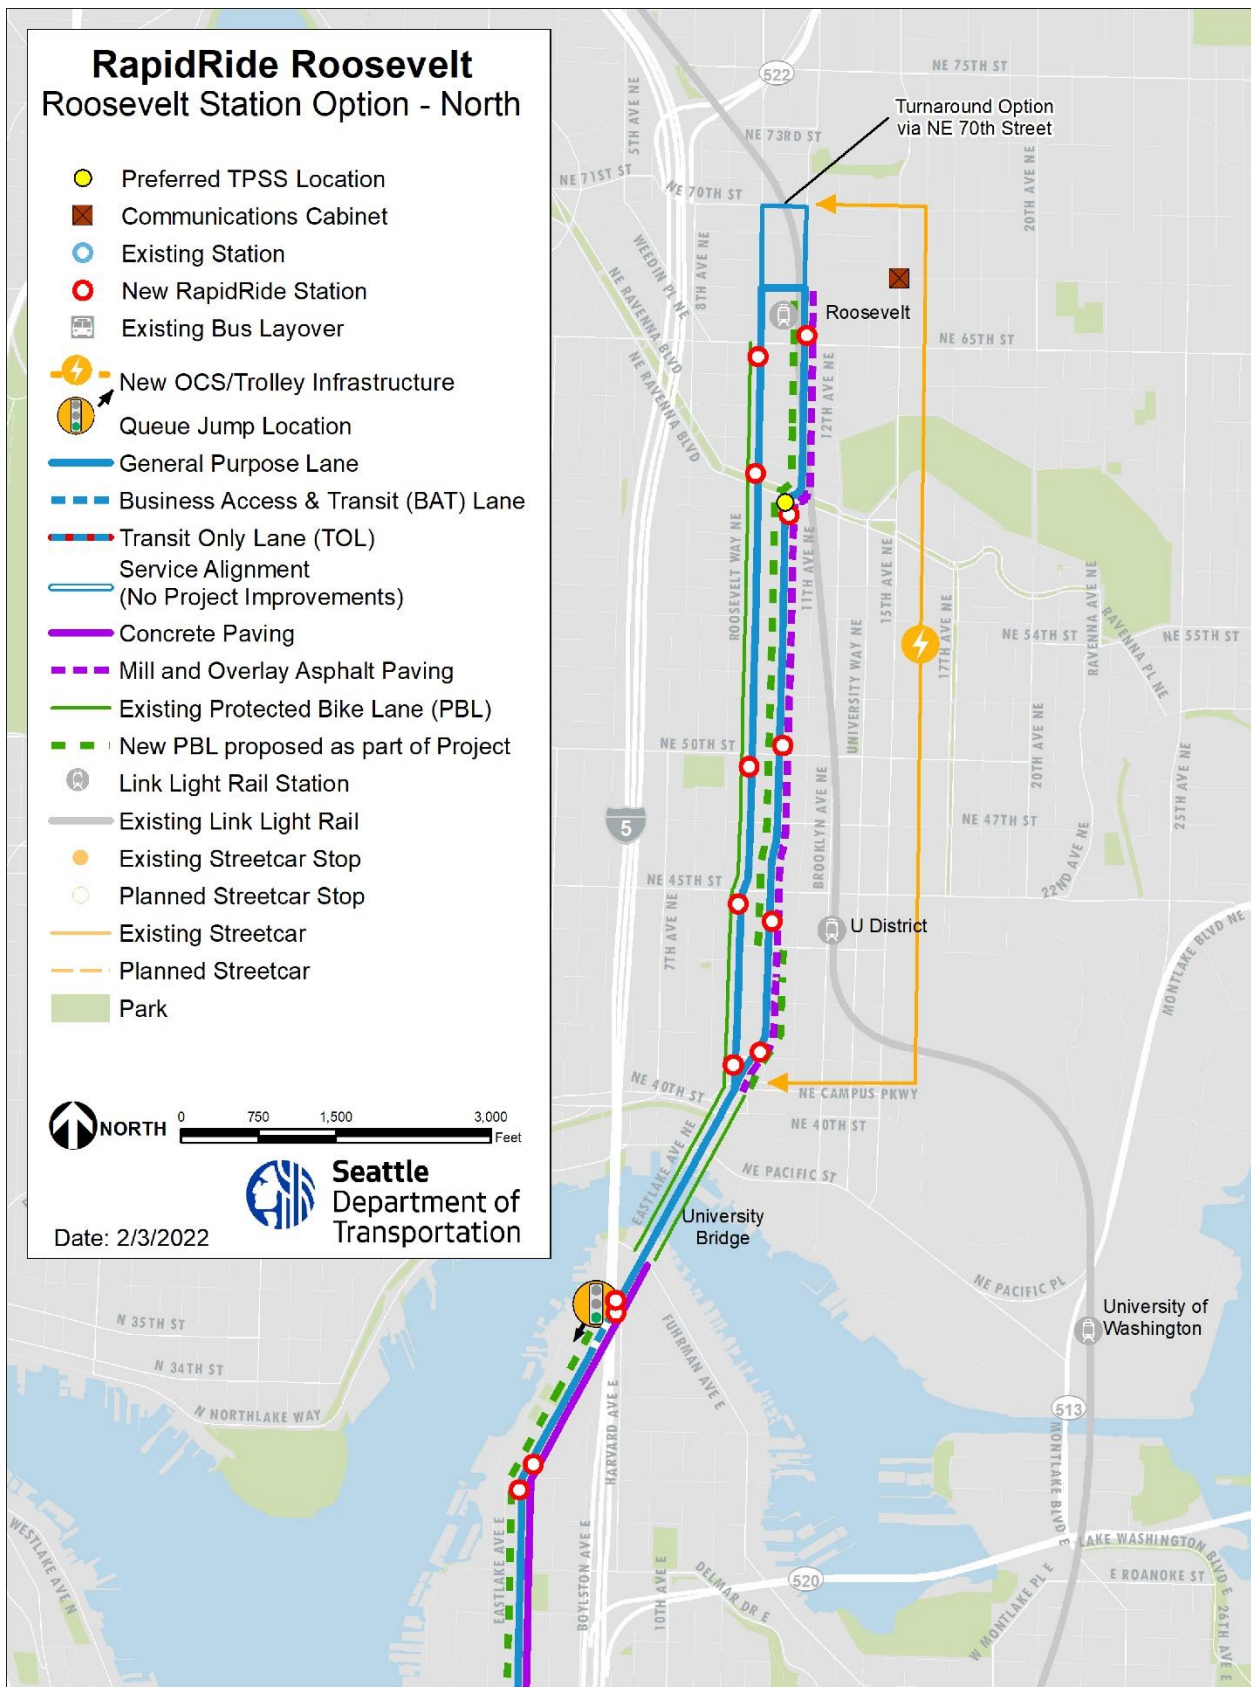 RapidRide Roosevelt
Roosevelt Station Option - North
Preferred TPSS Location
Communications Cabinet
Existing Station
New RapidRide Station
Existing Bus Layover
New OCS/Trolley Infrastructure
Queue Jump Location
General Purpose Lane
Business Access & Transit (BAT) Lane
Transit Only Lane (TOL)
Service Alignment
(No Project Improvements)
Concrete Paving
Mill and Overlay Asphalt Paving
Existing Protected Bike Lane (PBL)
New PBL proposed as part of Project
Link Light Rail Station
Existing Link Light Rail
Existing Streetcar Stop
Planned Streetcar Stop
Existing Streetcar
Planned Streetcar
Park
NORTH
0 750 1,500 3,000
Feet
Seattle
Department of
Transportation
Date: 2/3/2022
5TH AVE NE
522
NE 75TH ST
Turnaround Option
via NE 70th Street
NE 73RD ST
NE 71ST ST
NE 70TH ST
20TH AVE NE
WEEDIN PL NE
8TH AVE NE
NE RAVENNA BLVD
Roosevelt
NE 65TH ST
NE RAVENNA BLVD
12TH AVE NE
ROOSEVELT WAY NE
11TH AVE NE
15TH AVE NE
17TH AVE NE
RAVENNA AVE NE
NE 54TH ST
NE 55TH ST
RAVENNA PL NE
UNIVERSITY WAY NE
NE 50TH ST
20TH AVE NE
25TH AVE NE
5
BROOKLYN AVE NE
NE 47TH ST
NE 45TH ST
22ND AVE NE
7TH AVE NE
U District
MONTLAKE BLVD NE
NE 40TH ST
NE CAMPUS PKWY
NE 40TH ST
EASTLAKE AVE NE
NE PACIFIC ST
University
Bridge
NE PACIFIC PL
University of
Washington
N 35TH ST
N 34TH ST
N NORTHLAKE WAY
FUHRMAN AVE E
HARVARD AVE E
513
MONTLAKE BLVD E
WESTLAKE AVE N
EASTLAKE AVE E
BOYLSTON AVE E
10TH AVE E
DELMAR DR E
520
LAKE WASHINGTON BLVD E
E ROANOKE ST
W MONTLAKE PL E
26TH AVE E